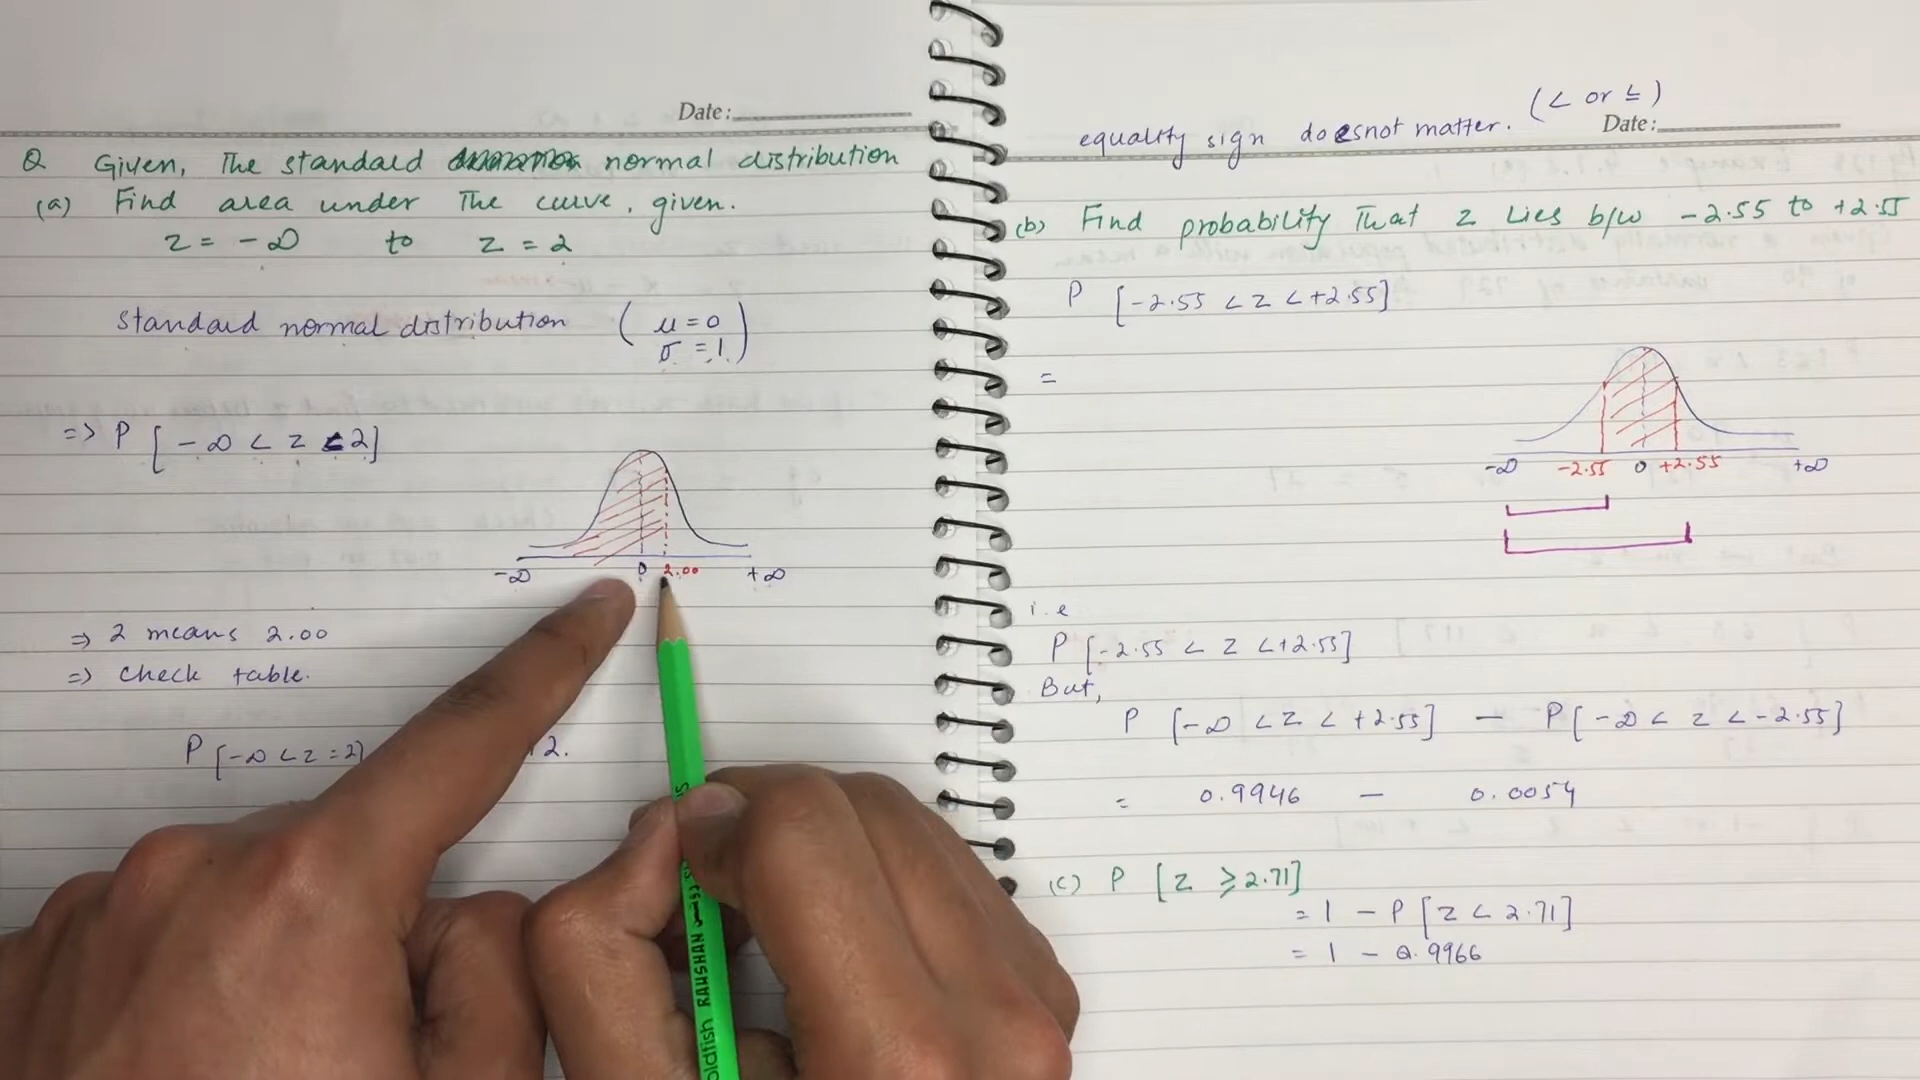 Date:
Q Given, The standard normal distribution
(a) Find area under The curve, given.
z = -∞ to z = 2
standard normal distribution ( μ = 0
σ = 1 )
=> P [ -∞ < z < 2 ]
-∞ 0 2.00 +∞
=> 2 means 2.00
=> check table.
P [ -∞ < z = 2 ] 2.
RAUSHAN
(< or ≤)
equality sign doesnot matter.
Date:
(b) Find probability That z Lies b/w -2.55 to +2.55
P [ -2.55 < z < +2.55 ]
=
-∞ -2.55 0 +2.55 +∞
i.e
P [ -2.55 < z < +2.55 ]
But,
P [ -∞ < z < +2.55 ] - P [ -∞ < z < -2.55 ]
= 0.9946 - 0.0054
(c) P [ z ≥ 2.71 ]
= 1 - P [ z < 2.71 ]
= 1 - 0.9966